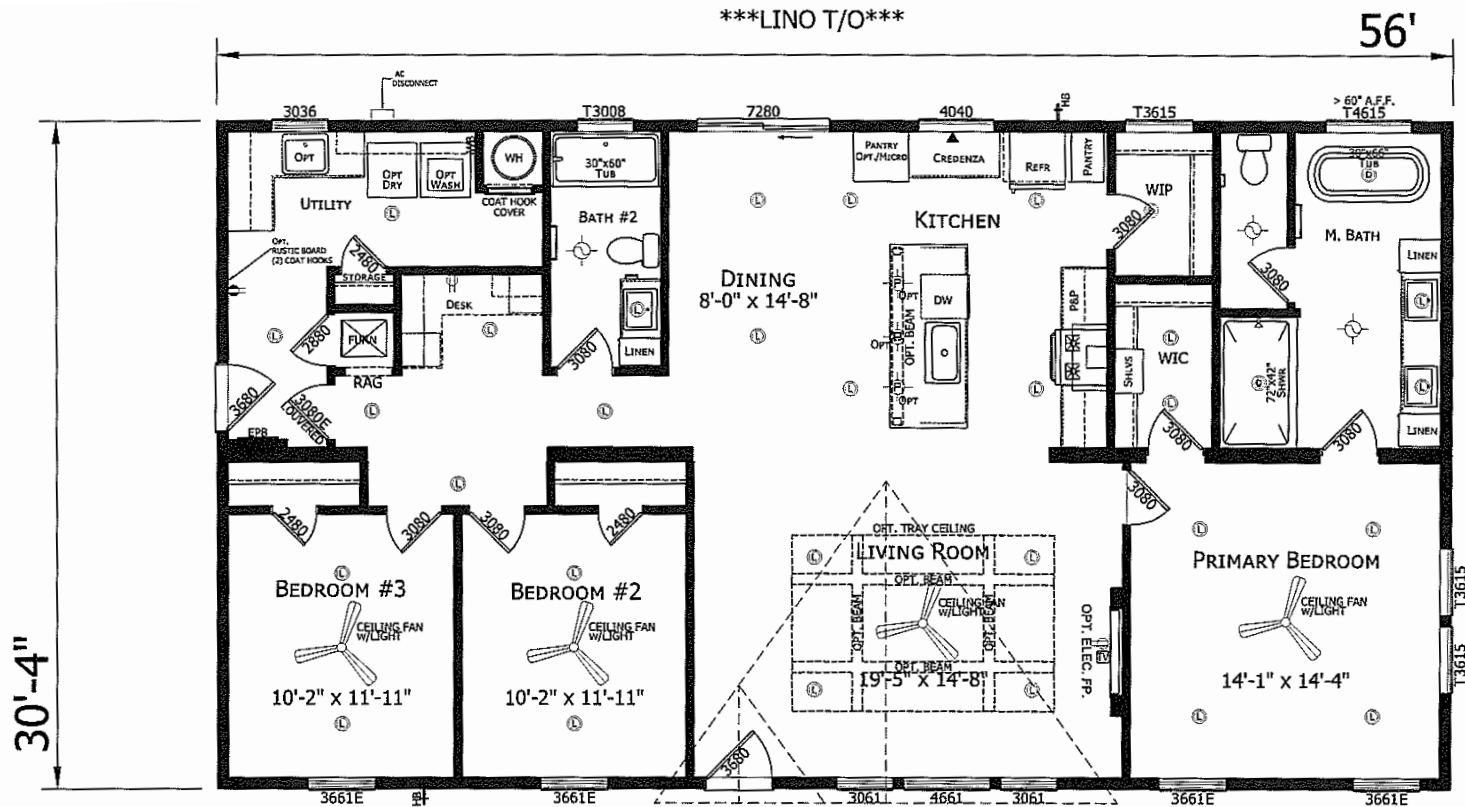 ***LINO T/O***
56'
AC
DISCONNECT
3036
T3008
7280
4040
HB
T3615
> 60" A.F.F.
T4615
OPT
OPT
DRY
OPT
WASH
HB
WH
COAT HOOK
COVER
30"x60"
TUB
PANTRY
OPT./MICRO
CREDENZA
REFR
PANTRY
WIP
TUB
UTILITY
BATH #2
KITCHEN
3080
M. BATH
OPT.
RUSTIC BOARD
(2) COAT HOOKS
2480
STORAGE
DESK
DINING
8'-0" x 14'-8"
OPT
DW
P&P
3080
LINEN
2880
FURN
RAG
3080
LINEN
OPT
OPT. BEAM
OPT
SHLVS
WIC
72"X42"
SHWR
3680
3080E
LOUVERED
EPB
3080
3080
LINEN
2480
3080
3080
2480
3080
OPT. TRAY CEILING
LIVING ROOM
OPT. BEAM
PRIMARY BEDROOM
T3615
BEDROOM #3
BEDROOM #2
CEILING FAN
w/LIGHT
CEILING FAN
w/LIGHT
OPT. BEAM
CEILING FAN
w/LIGHT
OPT. BEAM
OPT. ELEC. FP.
CEILING FAN
w/LIGHT
T3615
10'-2" x 11'-11"
10'-2" x 11'-11"
OPT. BEAM
19'-5" x 14'-8"
14'-1" x 14'-4"
30'-4"
3680
3661E
HB
3661E
3061
4661
3061
3661E
3661E